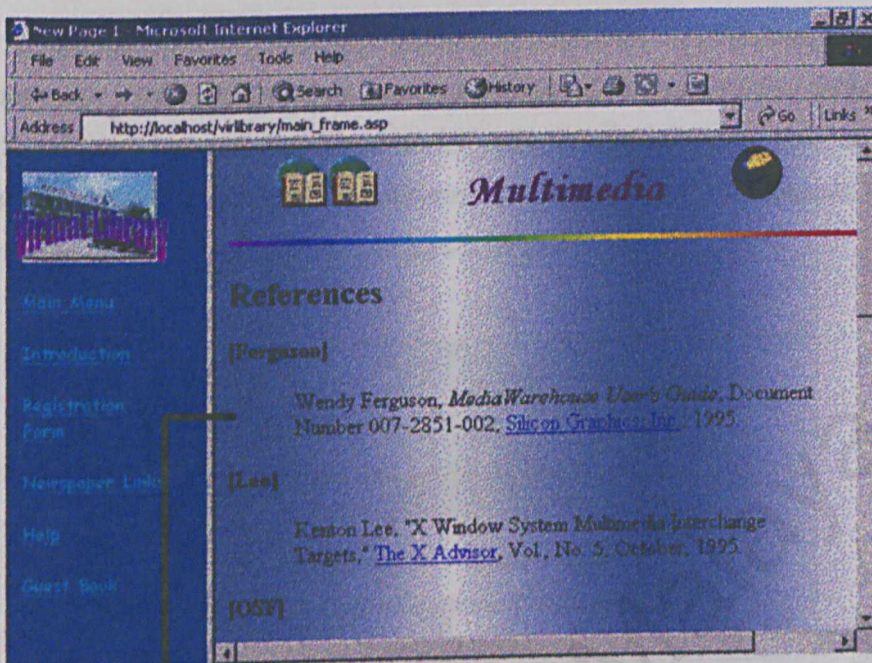 New Page 1 - Microsoft Internet Explorer
File Edit View Favorites Tools Help
Back Search Favorites History
Address http://localhost/virlibrary/main_frame.asp Go Links »
Virtual Library
Multimedia
Main Menu
Introduction
Registration
Form
Newspaper Links
Help
Guest Book
References
[Ferguson]
Wendy Ferguson, MediaWarehouse User's Guide, Document
Number 007-2851-002, Silicon Graphics, Inc., 1995.
[Lee]
Kenton Lee, "X Window System Multimedia Interchange
Targets," The X Advisor, Vol., No. 5, October, 1995.
[OSF]